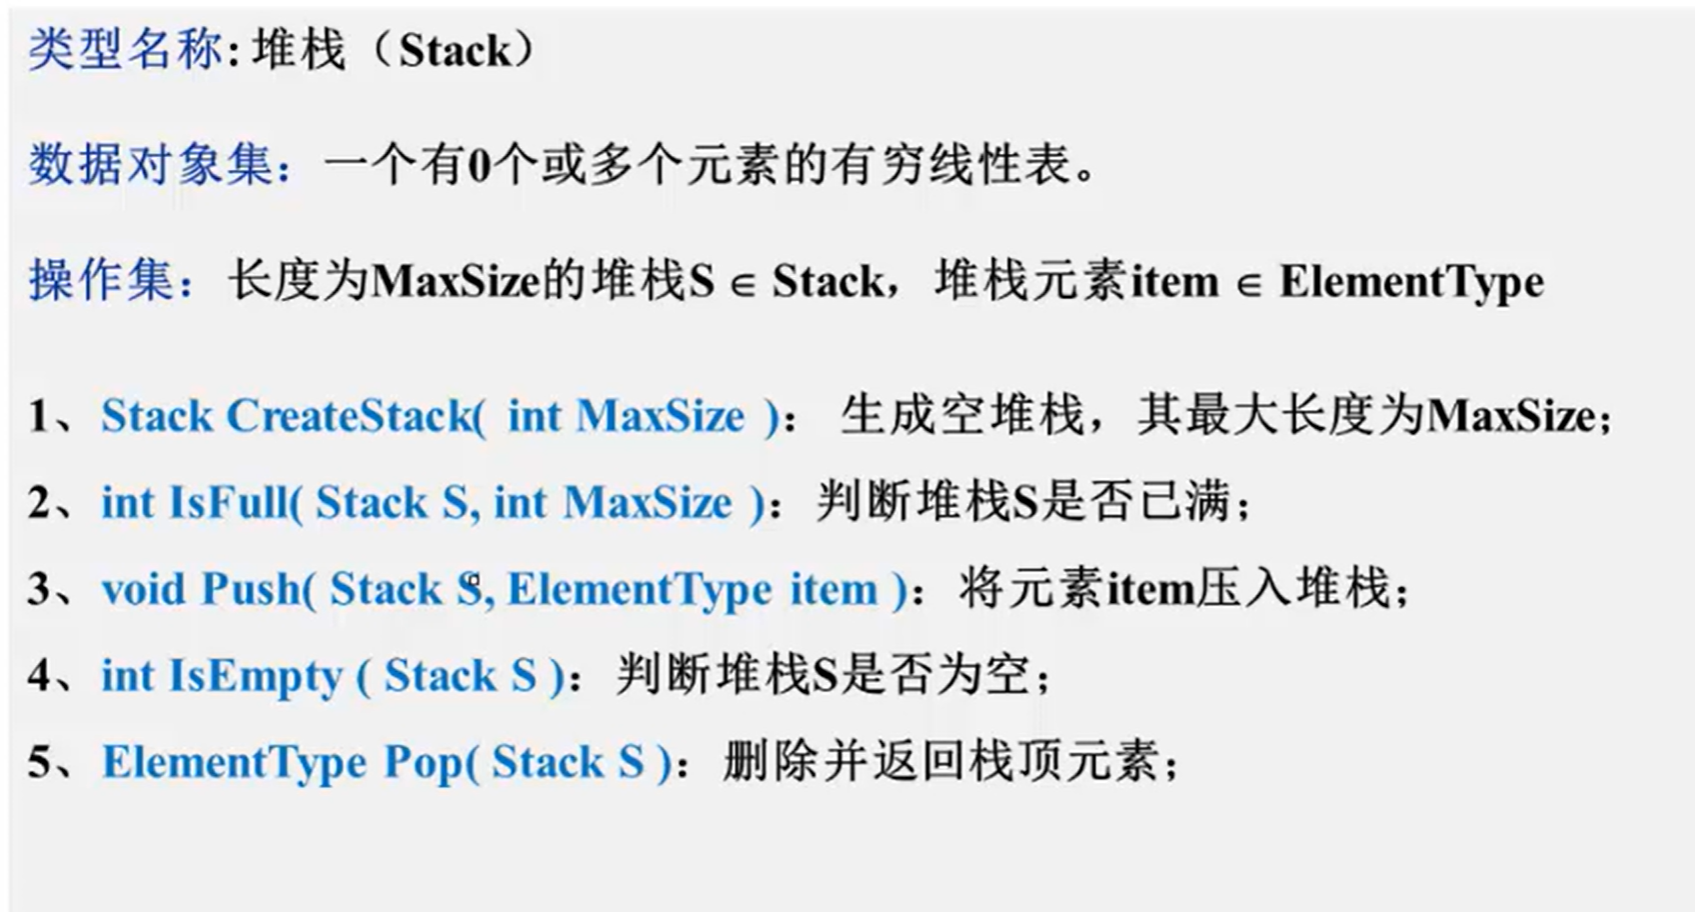 类型名称: 堆栈（Stack）
数据对象集：一个有0个或多个元素的有穷线性表。
操作集：长度为MaxSize的堆栈S ∈ Stack，堆栈元素item ∈ ElementType
1、Stack CreateStack( int MaxSize )： 生成空堆栈，其最大长度为MaxSize；
2、int IsFull( Stack S, int MaxSize )：判断堆栈S是否已满；
3、void Push( Stack S, ElementType item )：将元素item压入堆栈；
4、int IsEmpty ( Stack S )：判断堆栈S是否为空；
5、ElementType Pop( Stack S )：删除并返回栈顶元素；